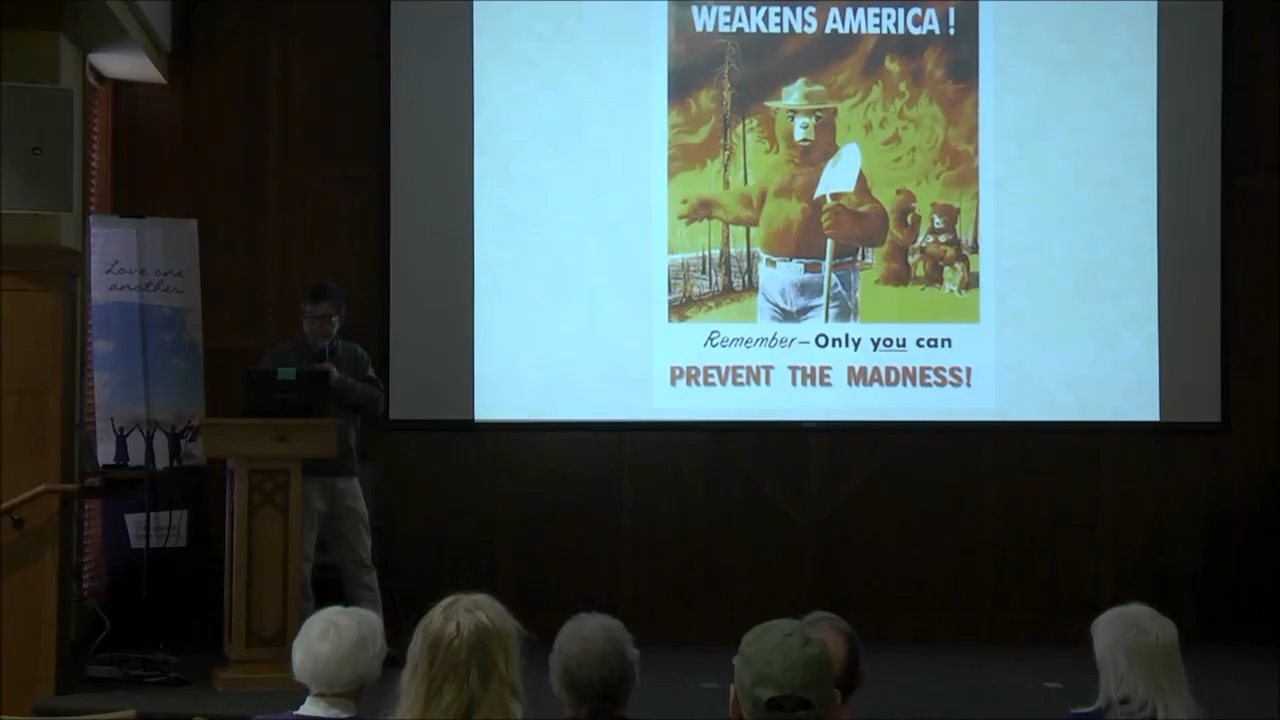 WEAKENS AMERICA!
Love one
another
Remember – Only you can
PREVENT THE MADNESS!